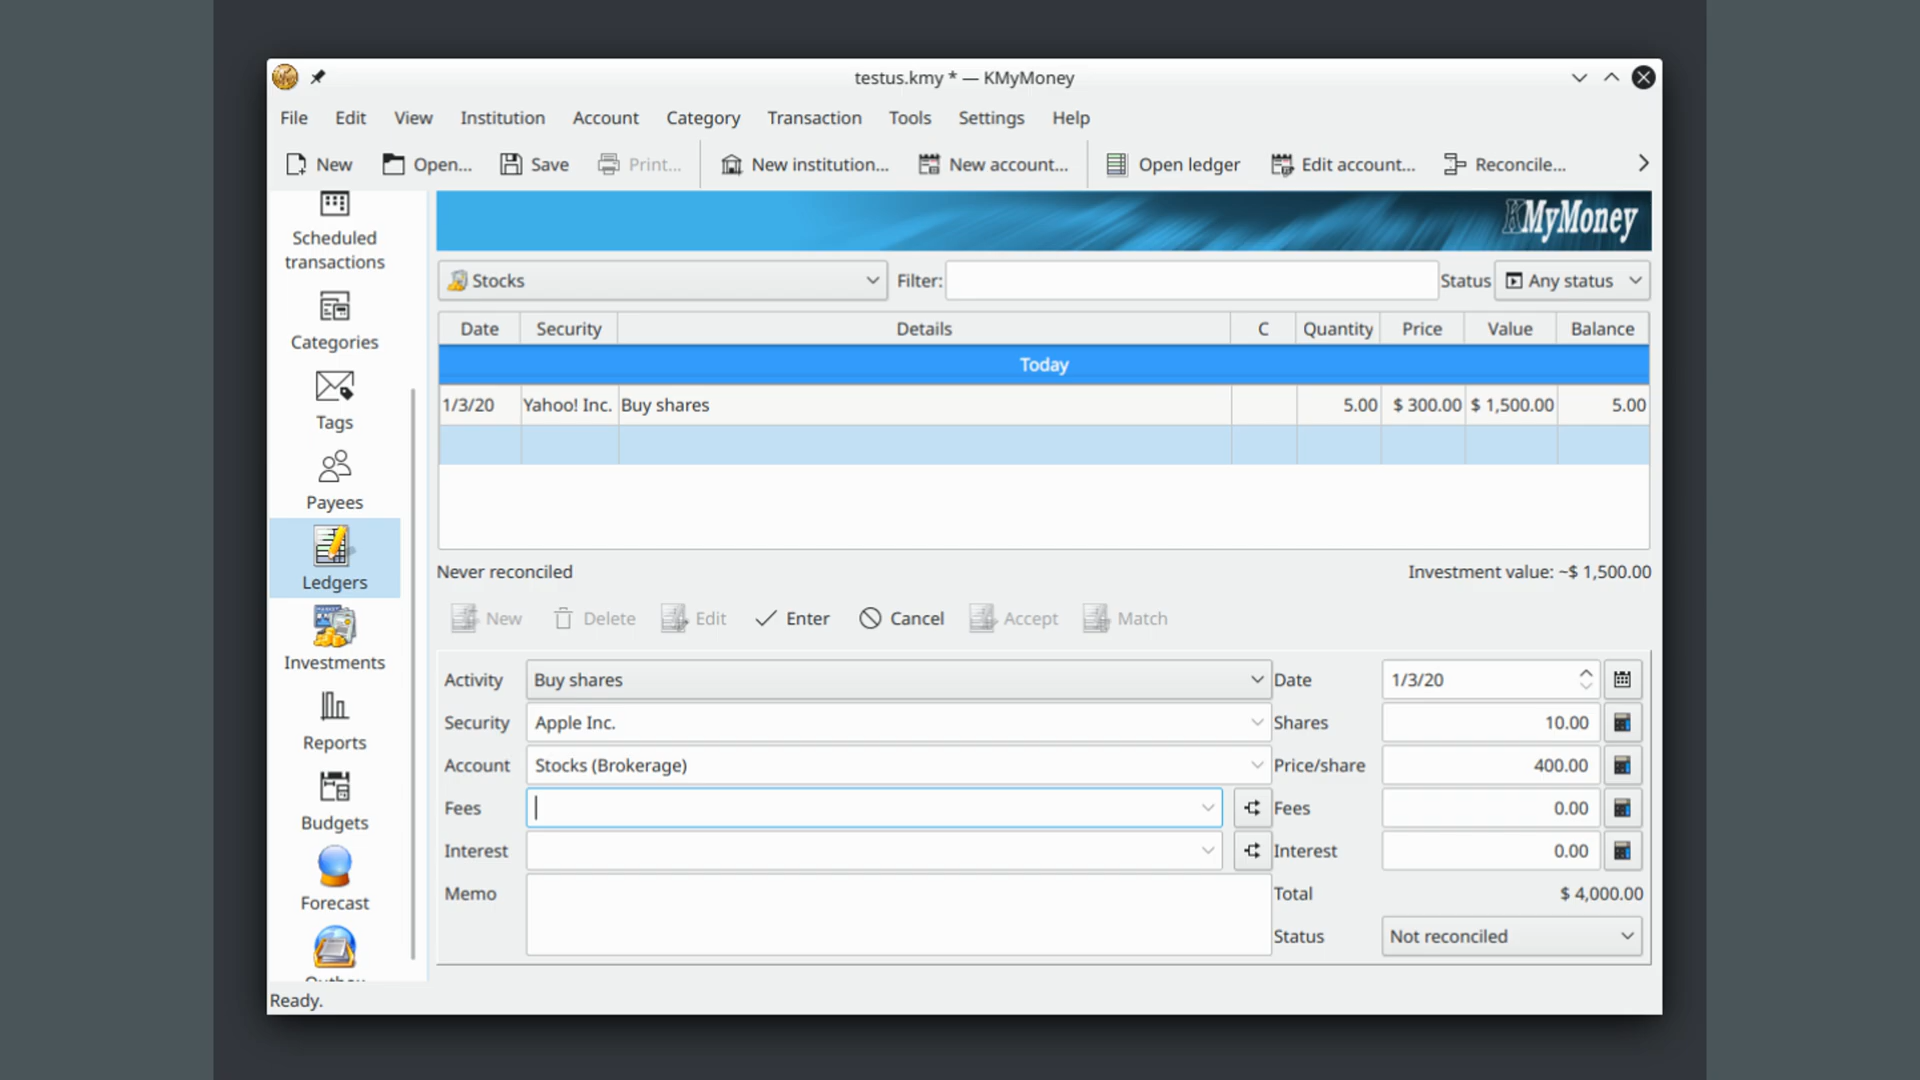 testus.kmy * — KMyMoney
File Edit View Institution Account Category Transaction Tools Settings Help
New Open... Save Print... New institution... New account... Open ledger Edit account... Reconcile...
Scheduled
transactions
Categories
Tags
Payees
Ledgers
Investments
Reports
Budgets
Forecast
KMyMoney
Stocks Filter: Status Any status
Date Security Details C Quantity Price Value Balance
Today
1/3/20 Yahoo! Inc. Buy shares 5.00 $ 300.00 $ 1,500.00 5.00
Never reconciled Investment value: ~$ 1,500.00
New Delete Edit Enter Cancel Accept Match
Activity Buy shares Date 1/3/20
Security Apple Inc. Shares 10.00
Account Stocks (Brokerage) Price/share 400.00
Fees Fees 0.00
Interest Interest 0.00
Memo Total $ 4,000.00
Status Not reconciled
Ready.